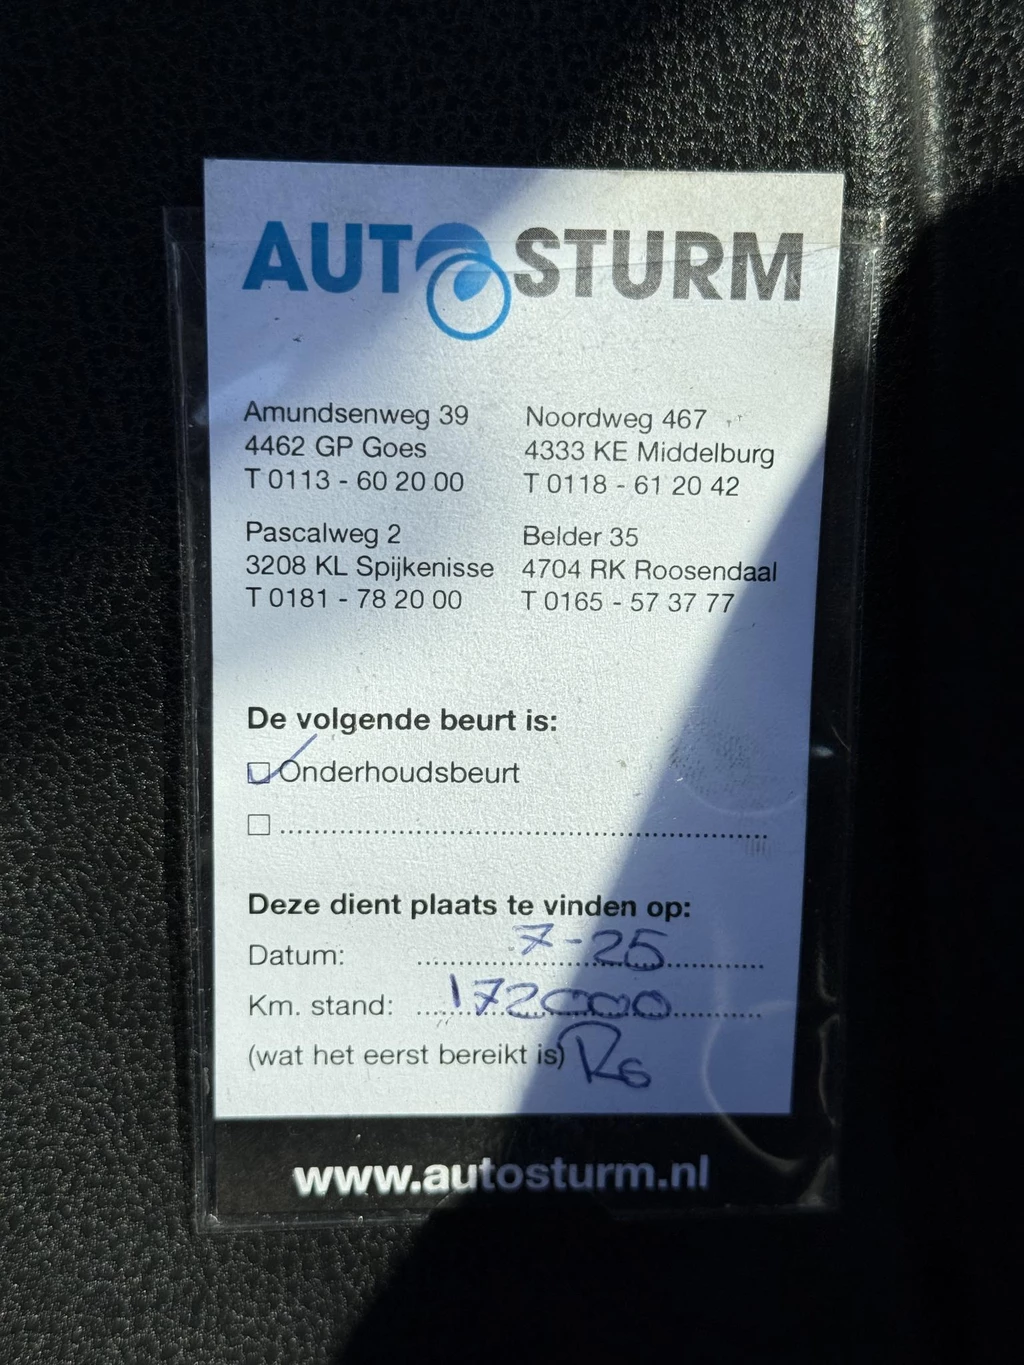 AUTO STURM
Amundsenweg 39
4462 GP Goes
T 0113 - 60 20 00
Noordweg 467
4333 KE Middelburg
T 0118 - 61 20 42
Pascalweg 2
3208 KL Spijkenisse
T 0181 - 78 20 00
Belder 35
4704 RK Roosendaal
T 0165 - 57 37 77
De volgende beurt is:
Onderhoudsbeurt
Deze dient plaats te vinden op:
Datum: 7-25
Km. stand: 172000
(wat het eerst bereikt is)
www.autosturm.nl